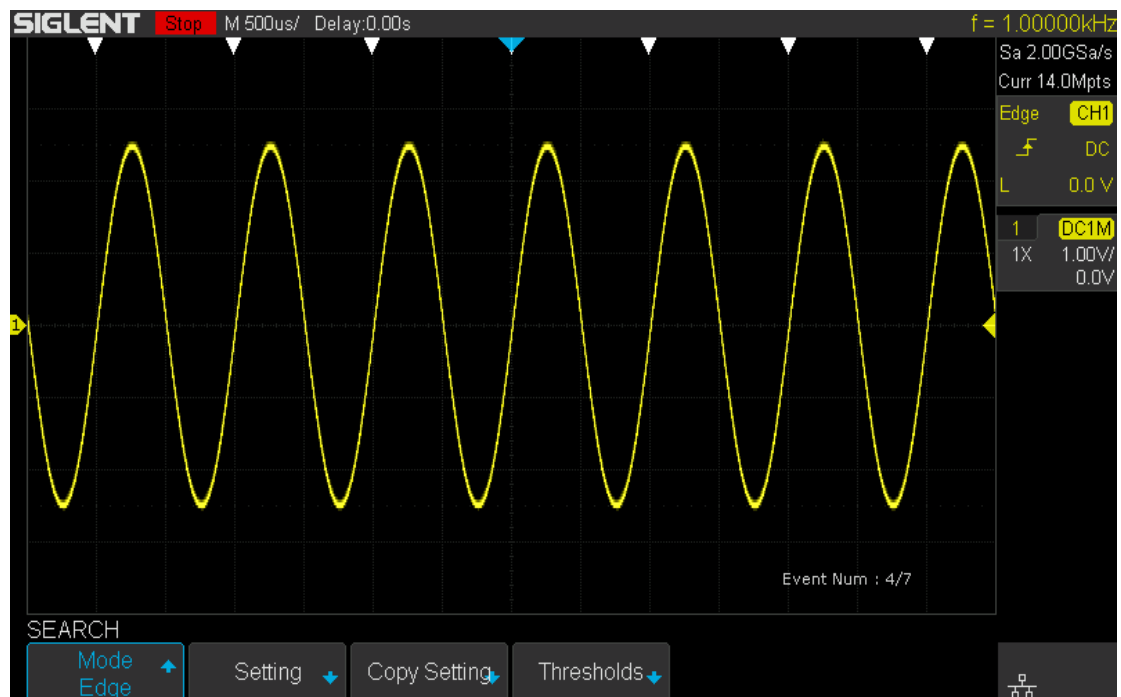 SIGLENT Stop M 500us/ Delay:0.00s f = 1.00000kHz
Sa 2.00GSa/s
Curr 14.0Mpts
Edge CH1
DC
L 0.0 V
1 DC1M
1X 1.00V/
0.0V
1
Event Num : 4/7
SEARCH
Mode
Edge
Setting
Copy Setting
Thresholds